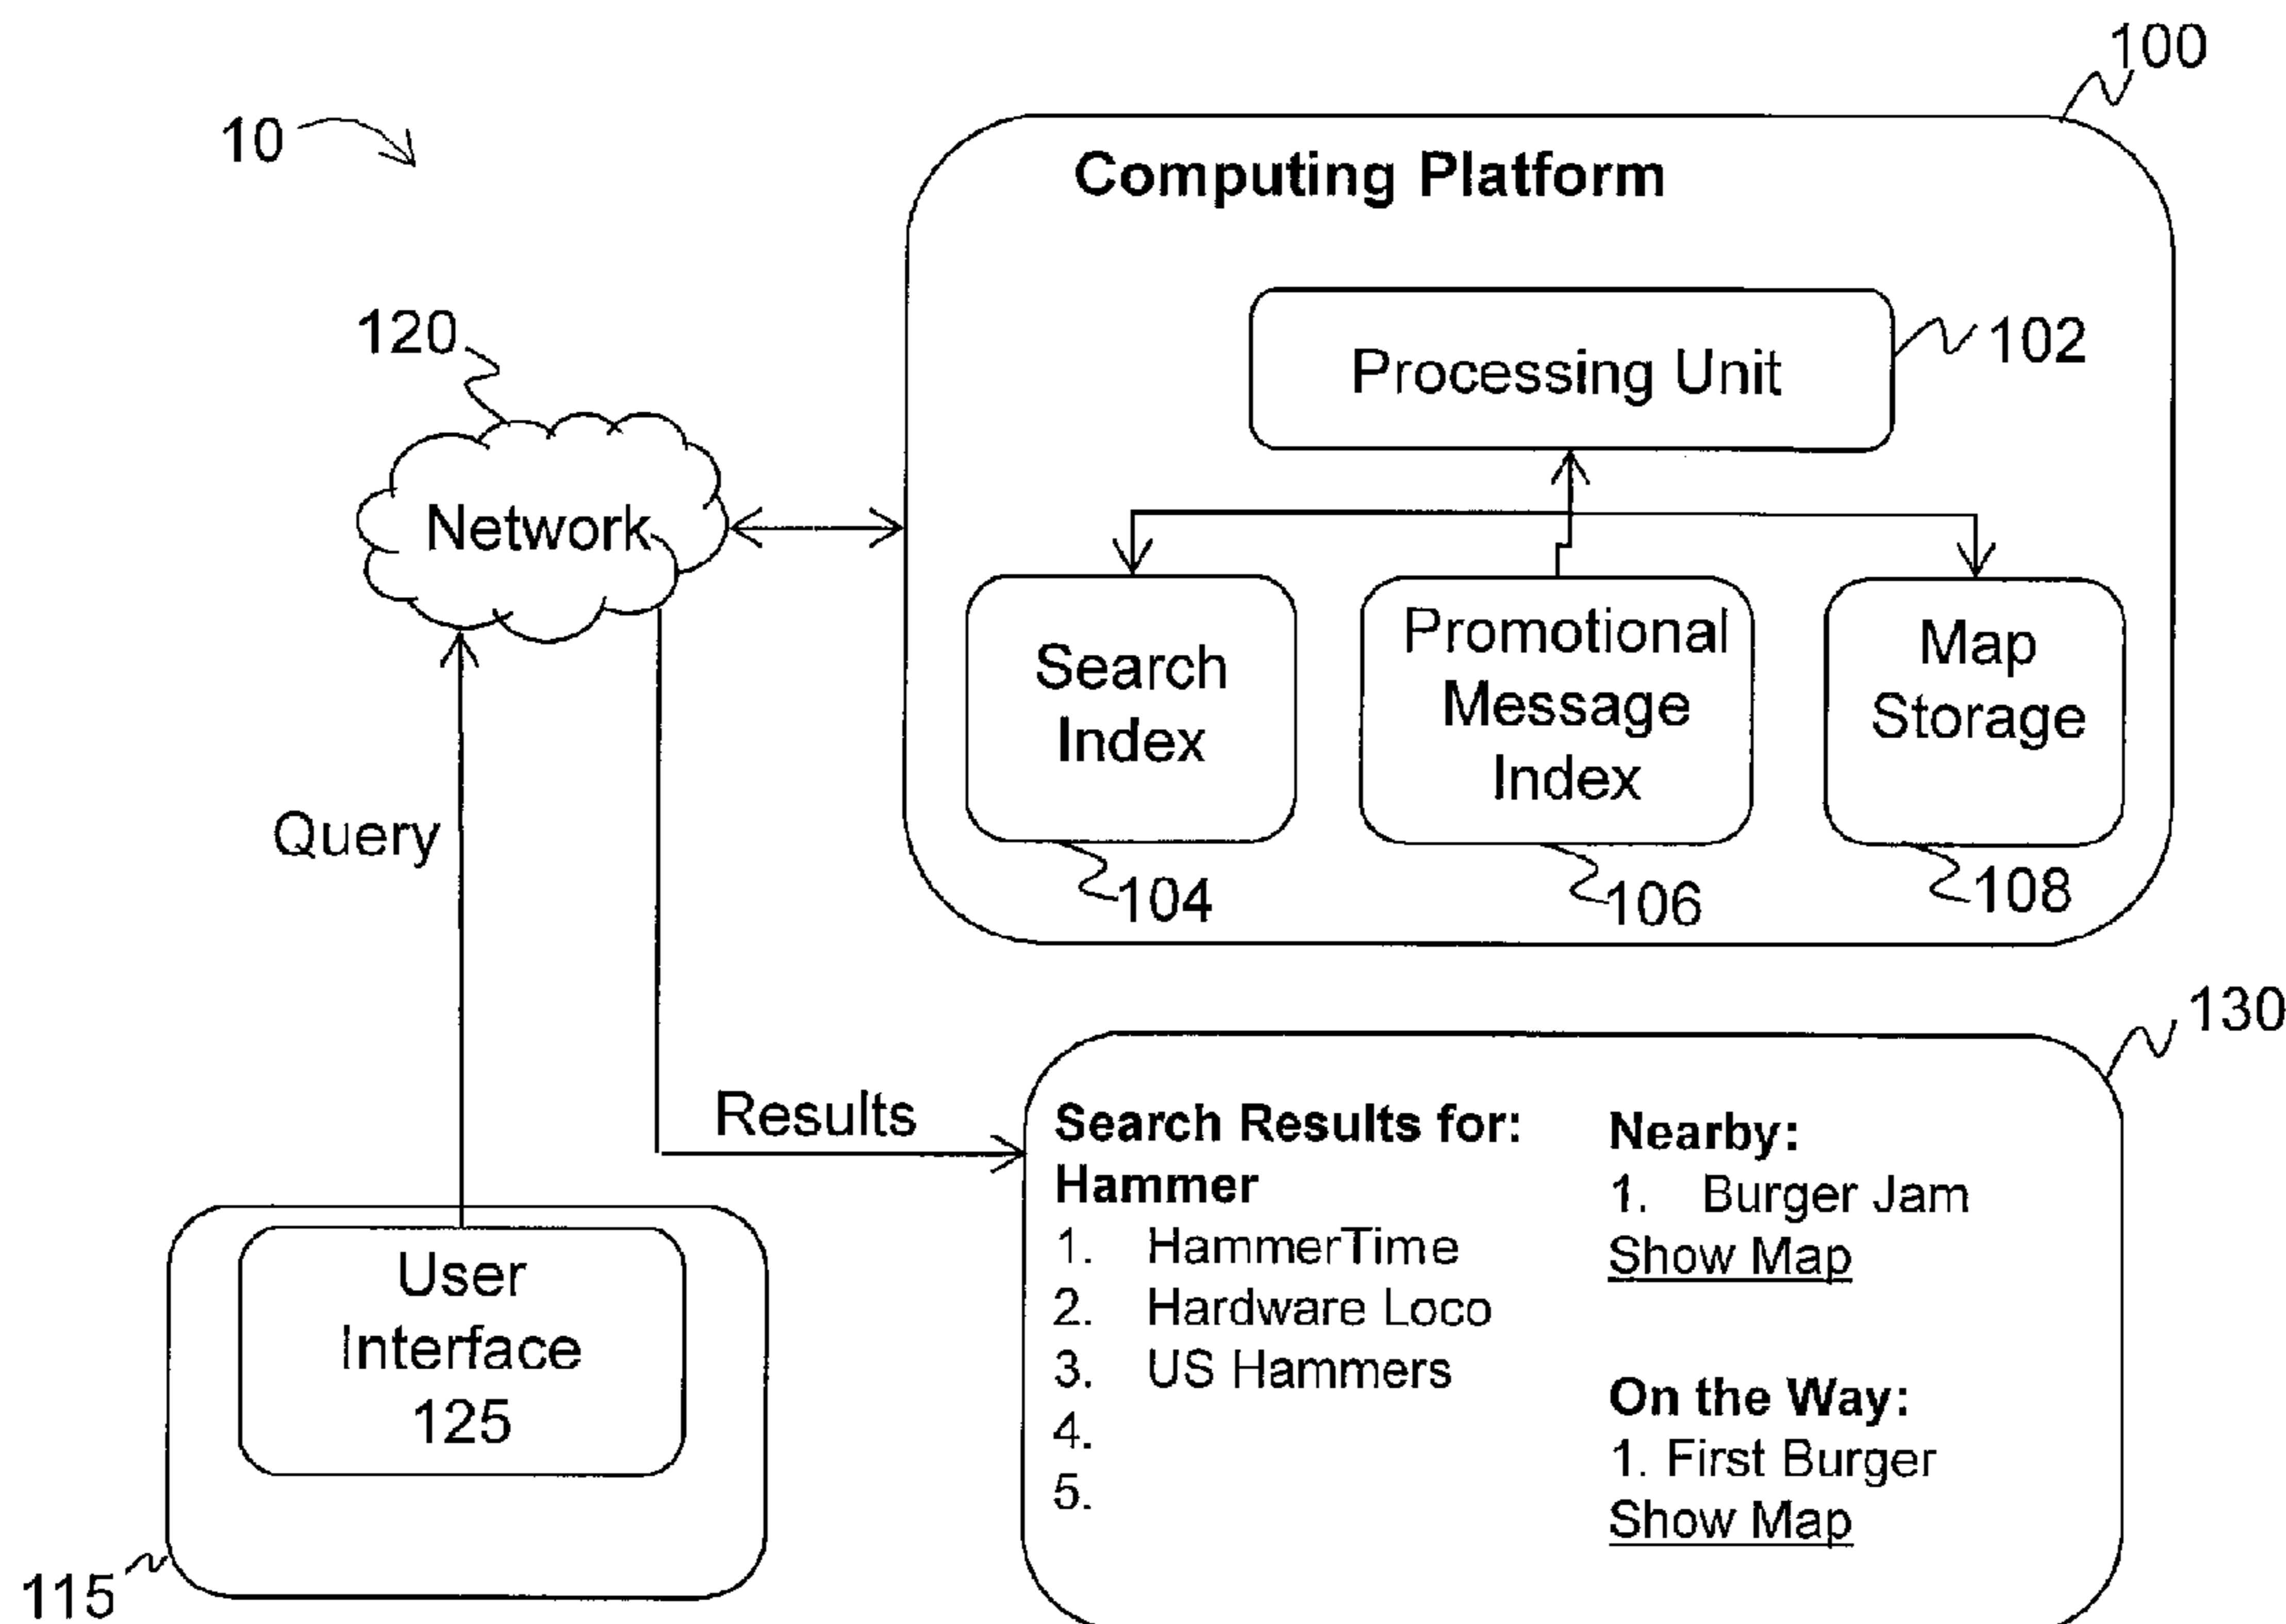 100
10
Computing Platform
120
Processing Unit
102
Network
Search
Index
Promotional
Message
Index
Map
Storage
104
106
108
Query
Results
130
Search Results for:
Hammer
1. HammerTime
2. Hardware Loco
3. US Hammers
4.
5.
Nearby:
1. Burger Jam
Show Map
On the Way:
1. First Burger
Show Map
User
Interface
125
115